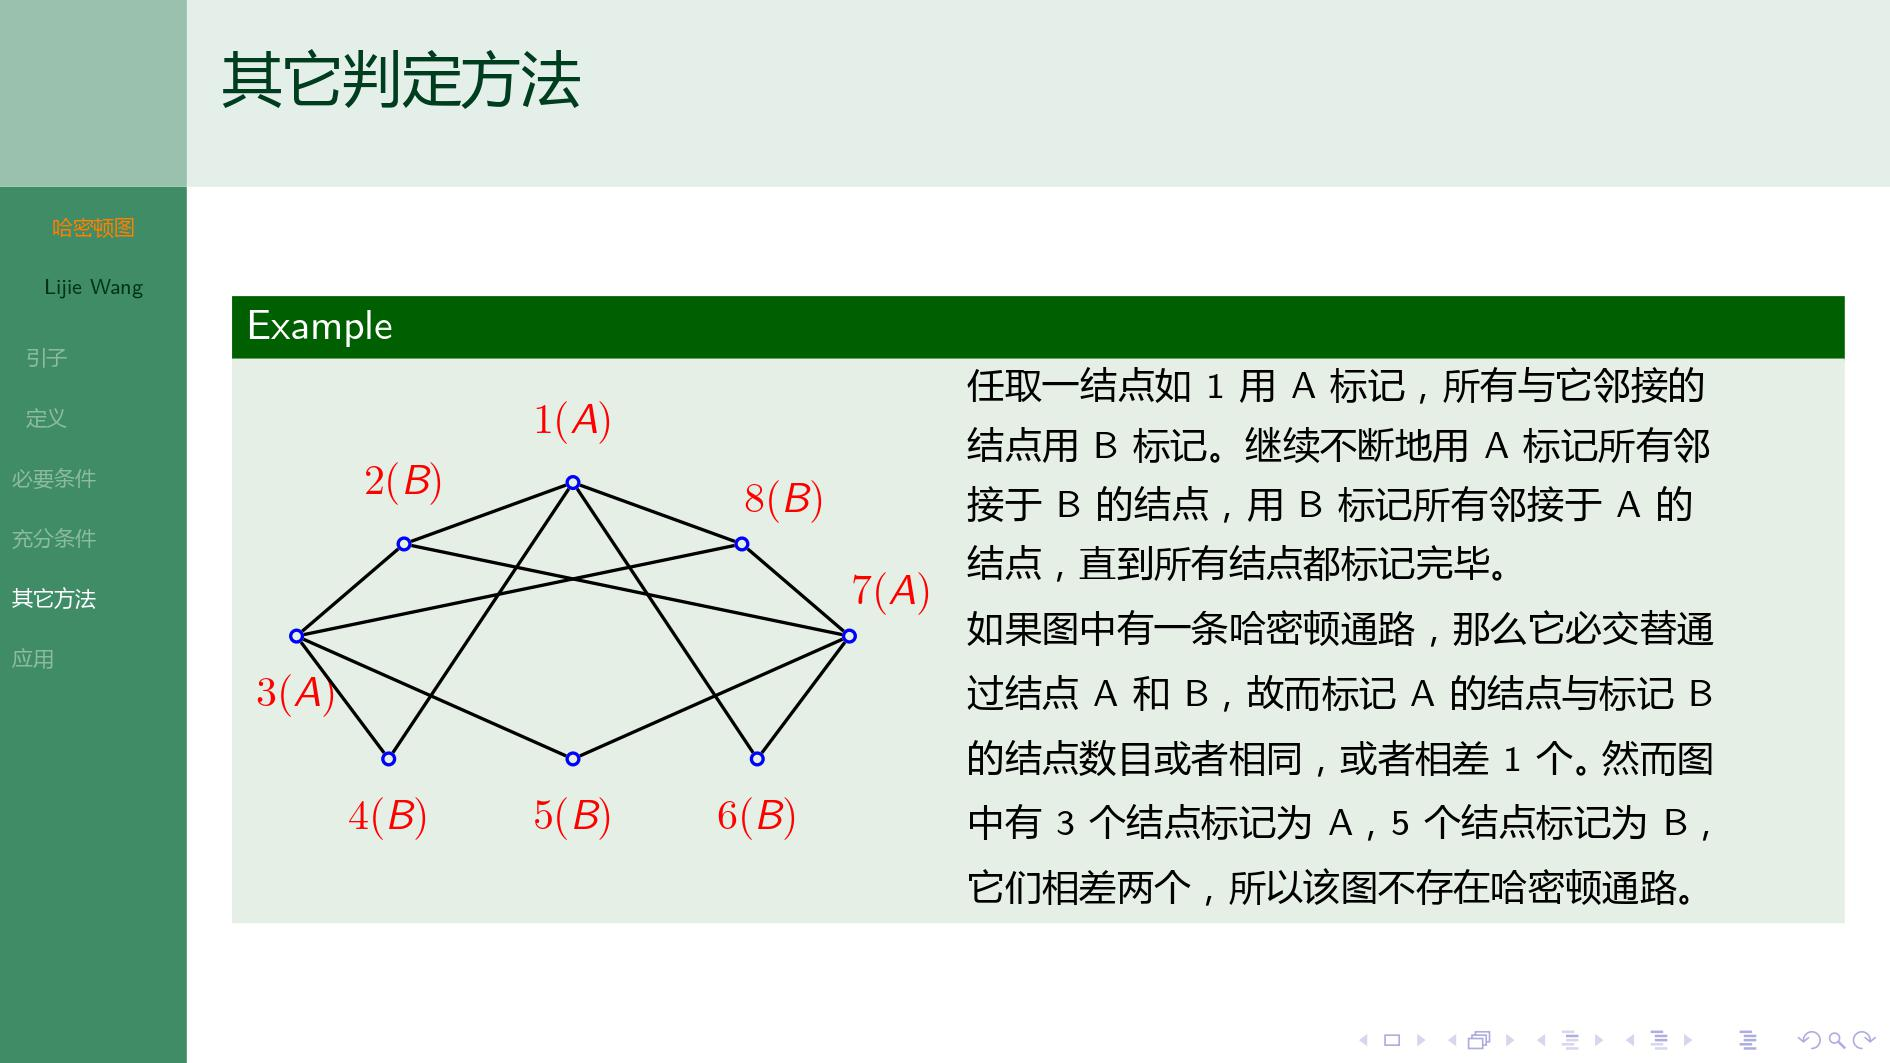 其它判定方法
哈密顿图
Lijie Wang
引子
定义
必要条件
充分条件
其它方法
应用
Example
1(A)
2(B)
8(B)
7(A)
3(A)
4(B)
5(B)
6(B)
任取一结点如 1 用 A 标记，所有与它邻接的
结点用 B 标记。继续不断地用 A 标记所有邻
接于 B 的结点，用 B 标记所有邻接于 A 的
结点，直到所有结点都标记完毕。
如果图中有一条哈密顿通路，那么它必交替通
过结点 A 和 B，故而标记 A 的结点与标记 B
的结点数目或者相同，或者相差 1 个。然而图
中有 3 个结点标记为 A，5 个结点标记为 B，
它们相差两个，所以该图不存在哈密顿通路。